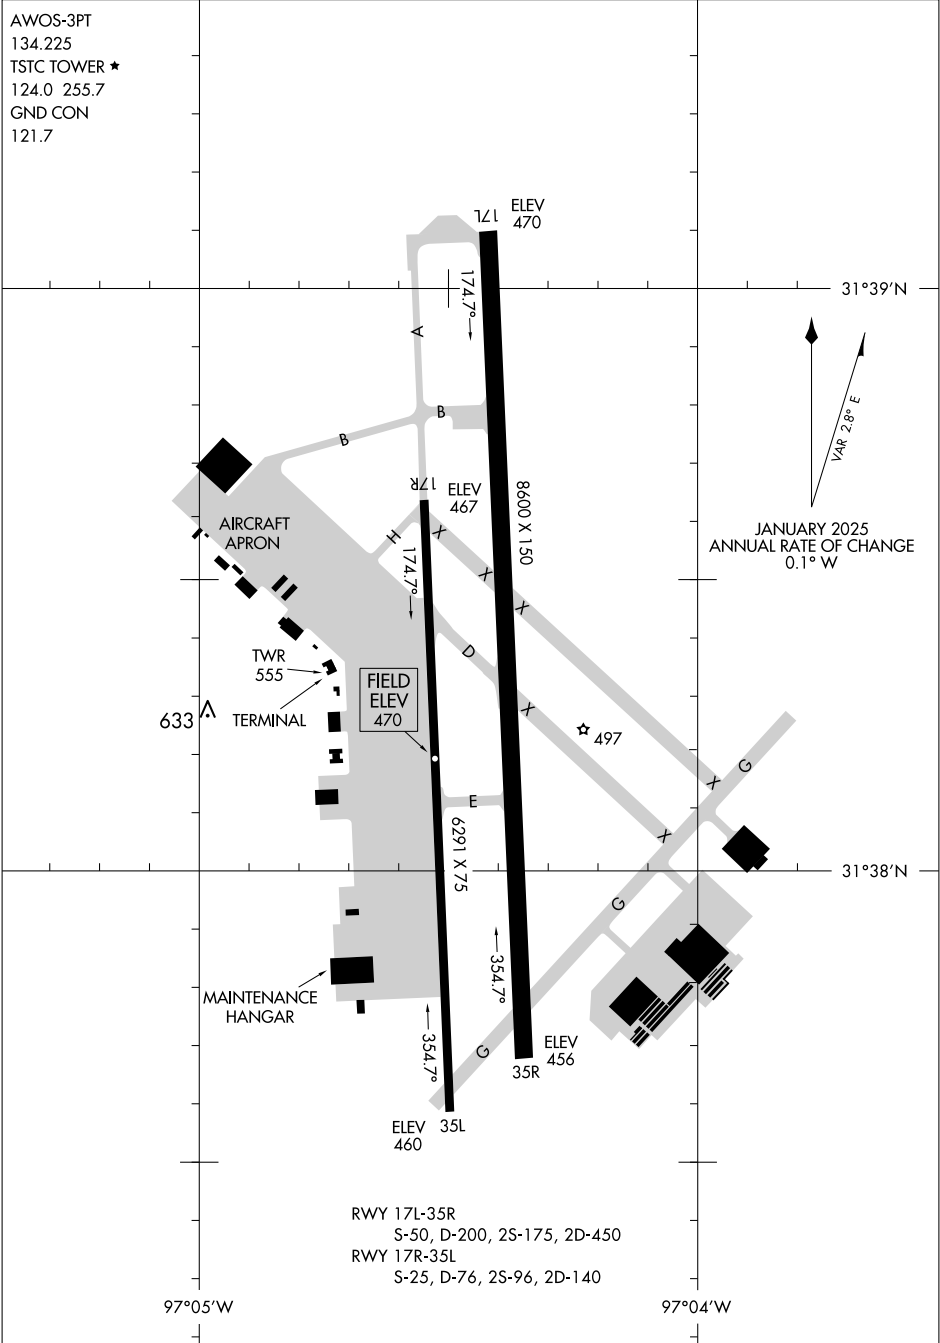 AWOS-3PT
134.225
TSTC TOWER ★
124.0 255.7
GND CON
121.7
17L
ELEV
470
174.7°
31°39'N
A
B
B
VAR 2.8° E
JANUARY 2025
ANNUAL RATE OF CHANGE
0.1° W
17R
ELEV
467
8600 X 150
AIRCRAFT
APRON
H
X
174.7°
X
X
D
TWR
555
TERMINAL
FIELD
ELEV
470
633
X
497
G
X
E
6291 X 75
X
31°38'N
G
354.7°
MAINTENANCE
HANGAR
354.7°
G
ELEV
456
35R
ELEV
460
35L
RWY 17L-35R
S-50, D-200, 2S-175, 2D-450
RWY 17R-35L
S-25, D-76, 2S-96, 2D-140
97°05'W
97°04'W